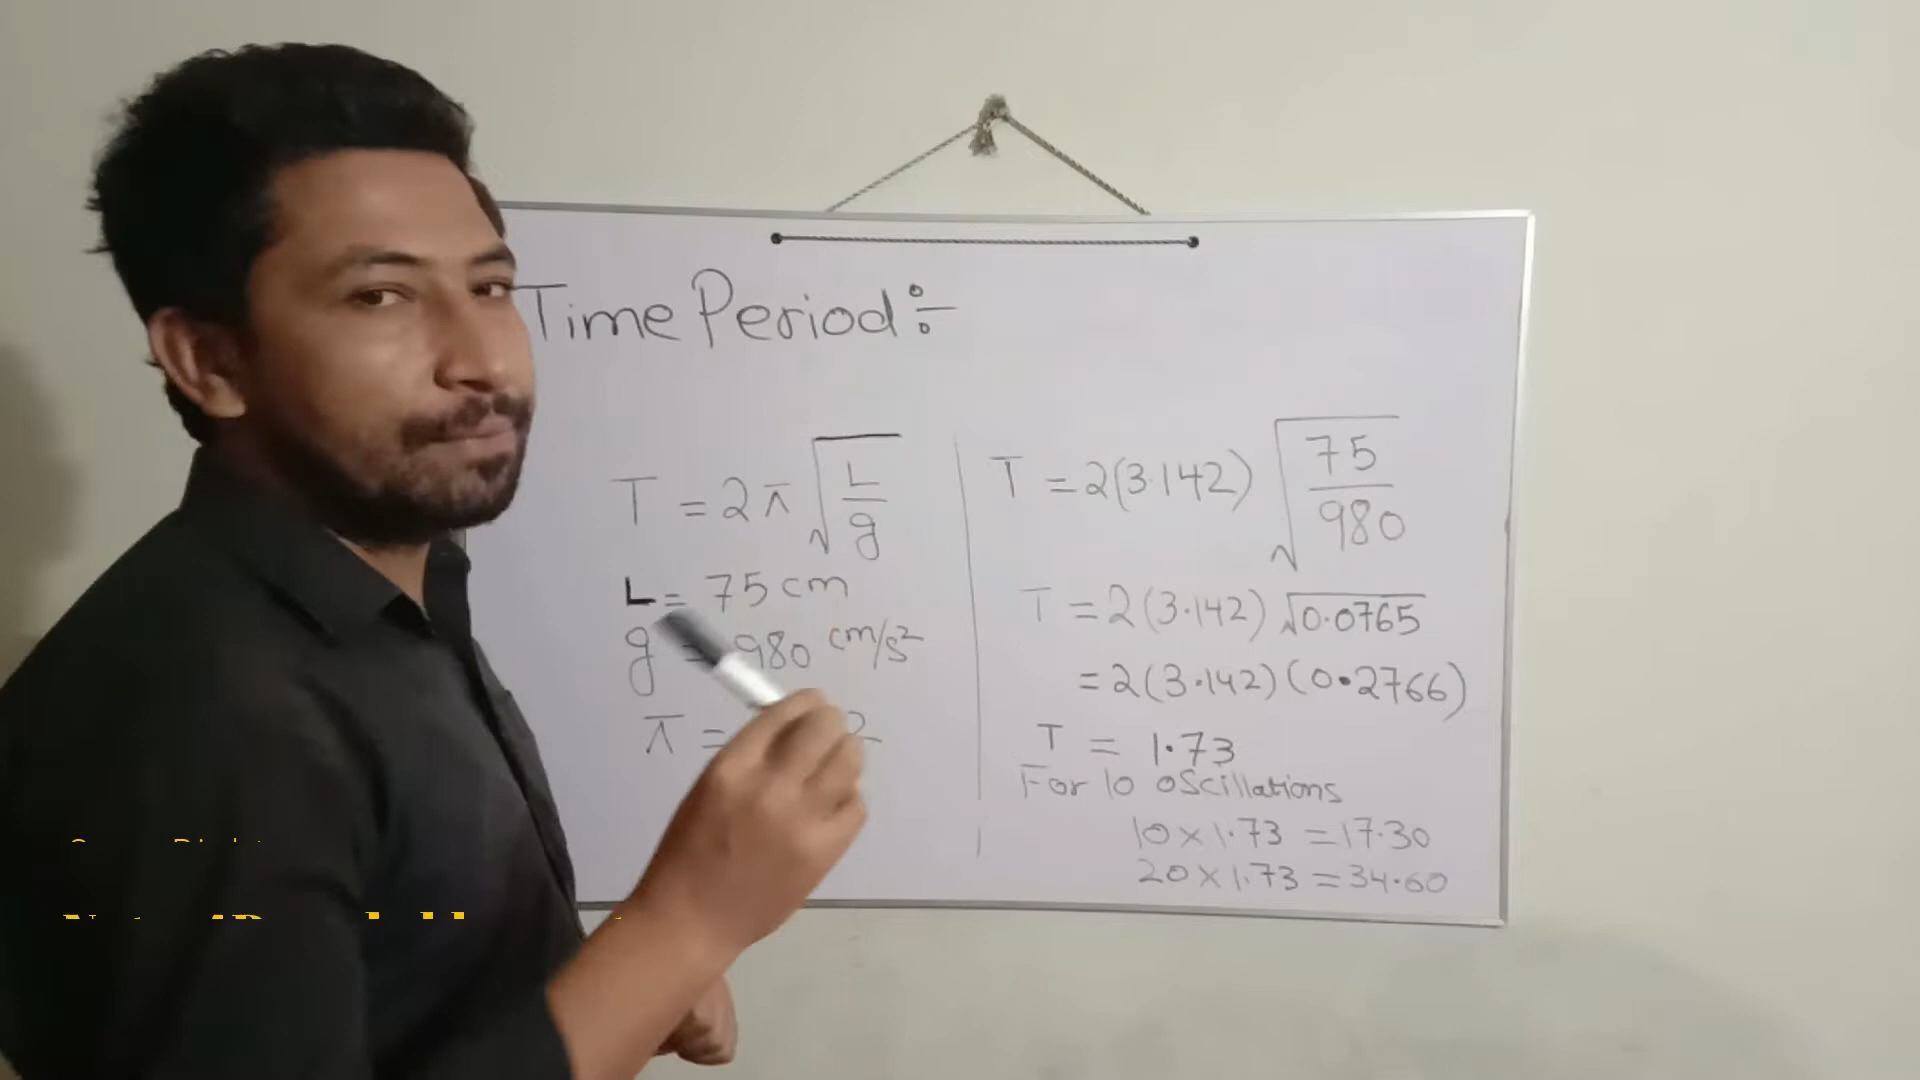 Time Period ÷
T = 2π √(L/g)
L = 75 cm
g = 980 cm/s²
π =
T = 2(3.142) √(75/980)
T = 2(3.142) √0.0765
= 2(3.142)(0.2766)
T = 1.73
For 10 oscillations
10 × 1.73 = 17.30
20 × 1.73 = 34.60